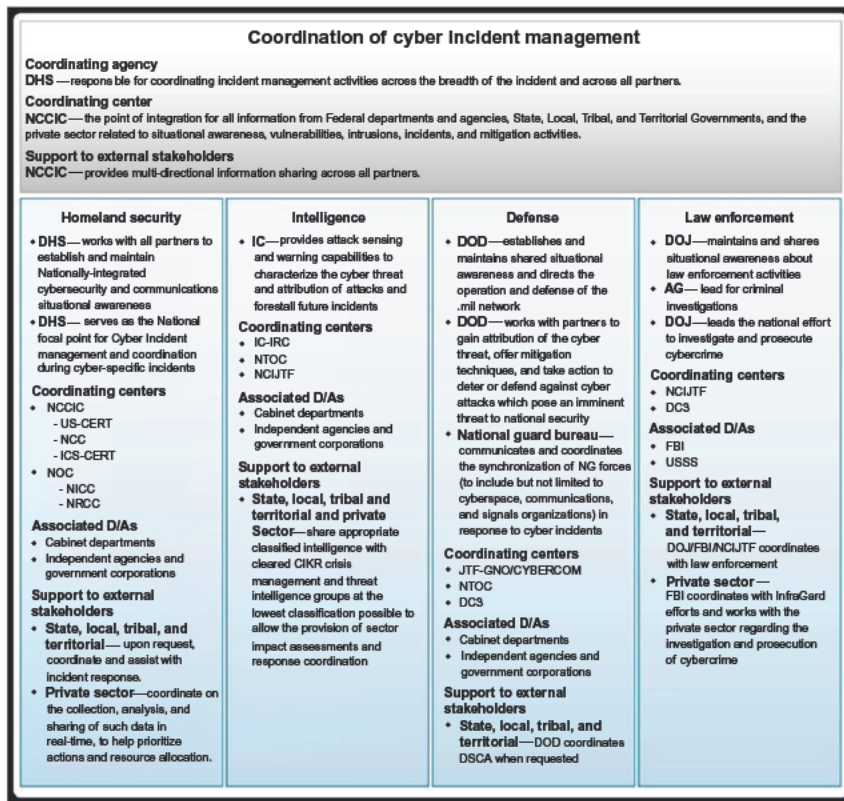 Coordination of cyber incident management
Coordinating agency
DHS —responsible for coordinating incident management activities across the breadth of the incident and across all partners.
Coordinating center
NCCIC—the point of integration for all information from Federal departments and agencies, State, Local, Tribal, and Territorial Governments, and the
private sector related to situational awareness, vulnerabilities, intrusions, incidents, and mitigation activities.
Support to external stakeholders
NCCIC—provides multi-directional information sharing across all partners.
Homeland security
• DHS—works with all partners to
establish and maintain
Nationally-integrated
cybersecurity and communications
situational awareness
• DHS— serves as the National
focal point for Cyber Incident
management and coordination
during cyber-specific incidents
Coordinating centers
• NCCIC
- US-CERT
- NCC
- ICS-CERT
• NOC
- NICC
- NRCC
Associated D/As
• Cabinet departments
• Independent agencies and
government corporations
Support to external
stakeholders
• State, local, tribal, and
territorial— upon request,
coordinate and assist with
incident response.
• Private sector—coordinate on
the collection, analysis, and
sharing of such data in
real-time, to help prioritize
actions and resource allocation.
Intelligence
• IC—provides attack sensing
and warning capabilities to
characterize the cyber threat
and attribution of attacks and
forestall future incidents
Coordinating centers
• IC-IRC
• NTOC
• NCIJTF
Associated D/As
• Cabinet departments
• Independent agencies and
government corporations
Support to external
stakeholders
• State, local, tribal and
territorial and private
Sector—share appropriate
classified intelligence with
cleared CIKR crisis
management and threat
intelligence groups at the
lowest classification possible to
allow the provision of sector
impact assessments and
response coordination
Defense
• DOD—establishes and
maintains shared situational
awareness and directs the
operation and defense of the
.mil network
• DOD—works with partners to
gain attribution of the cyber
threat, offer mitigation
techniques, and take action to
deter or defend against cyber
attacks which pose an imminent
threat to national security
• National guard bureau—
communicates and coordinates
the synchronization of NG forces
(to include but not limited to
cyberspace, communications,
and signals organizations) in
response to cyber incidents
Coordinating centers
• JTF-GNO/CYBERCOM
• NTOC
• DC3
Associated D/As
• Cabinet departments
• Independent agencies and
government corporations
Support to external
stakeholders
• State, local, tribal, and
territorial—DOD coordinates
DSCA when requested
Law enforcement
• DOJ—maintains and shares
situational awareness about
law enforcement activities
• AG— lead for criminal
investigations
• DOJ—leads the national effort
to investigate and prosecute
cybercrime
Coordinating centers
• NCIJTF
• DC3
Associated D/As
• FBI
• USSS
Support to external
stakeholders
• State, local, tribal,
and territorial—
DOJ/FBI/NCIJTF coordinates
with law enforcement
• Private sector —
FBI coordinates with InfraGard
efforts and works with the
private sector regarding the
investigation and prosecution
of cybercrime